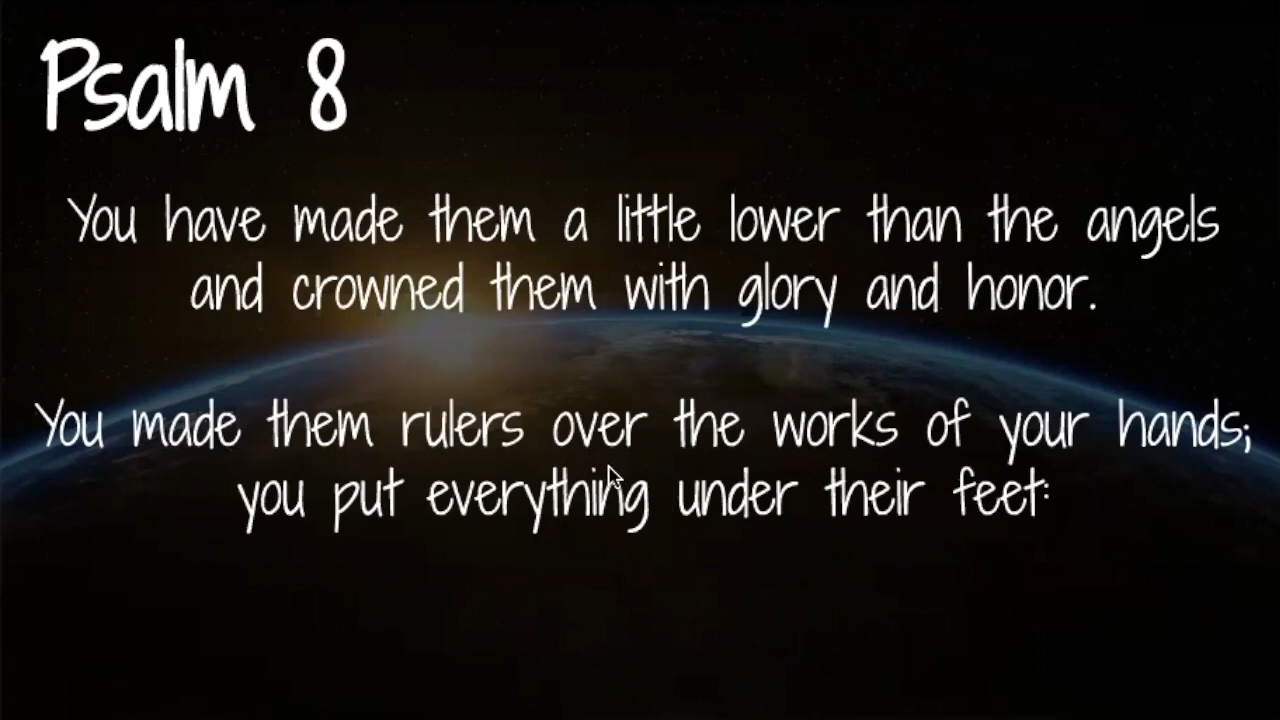 Psalm 8
You have made them a little lower than the angels
and crowned them with glory and honor.
You made them rulers over the works of your hands;
you put everything under their feet: